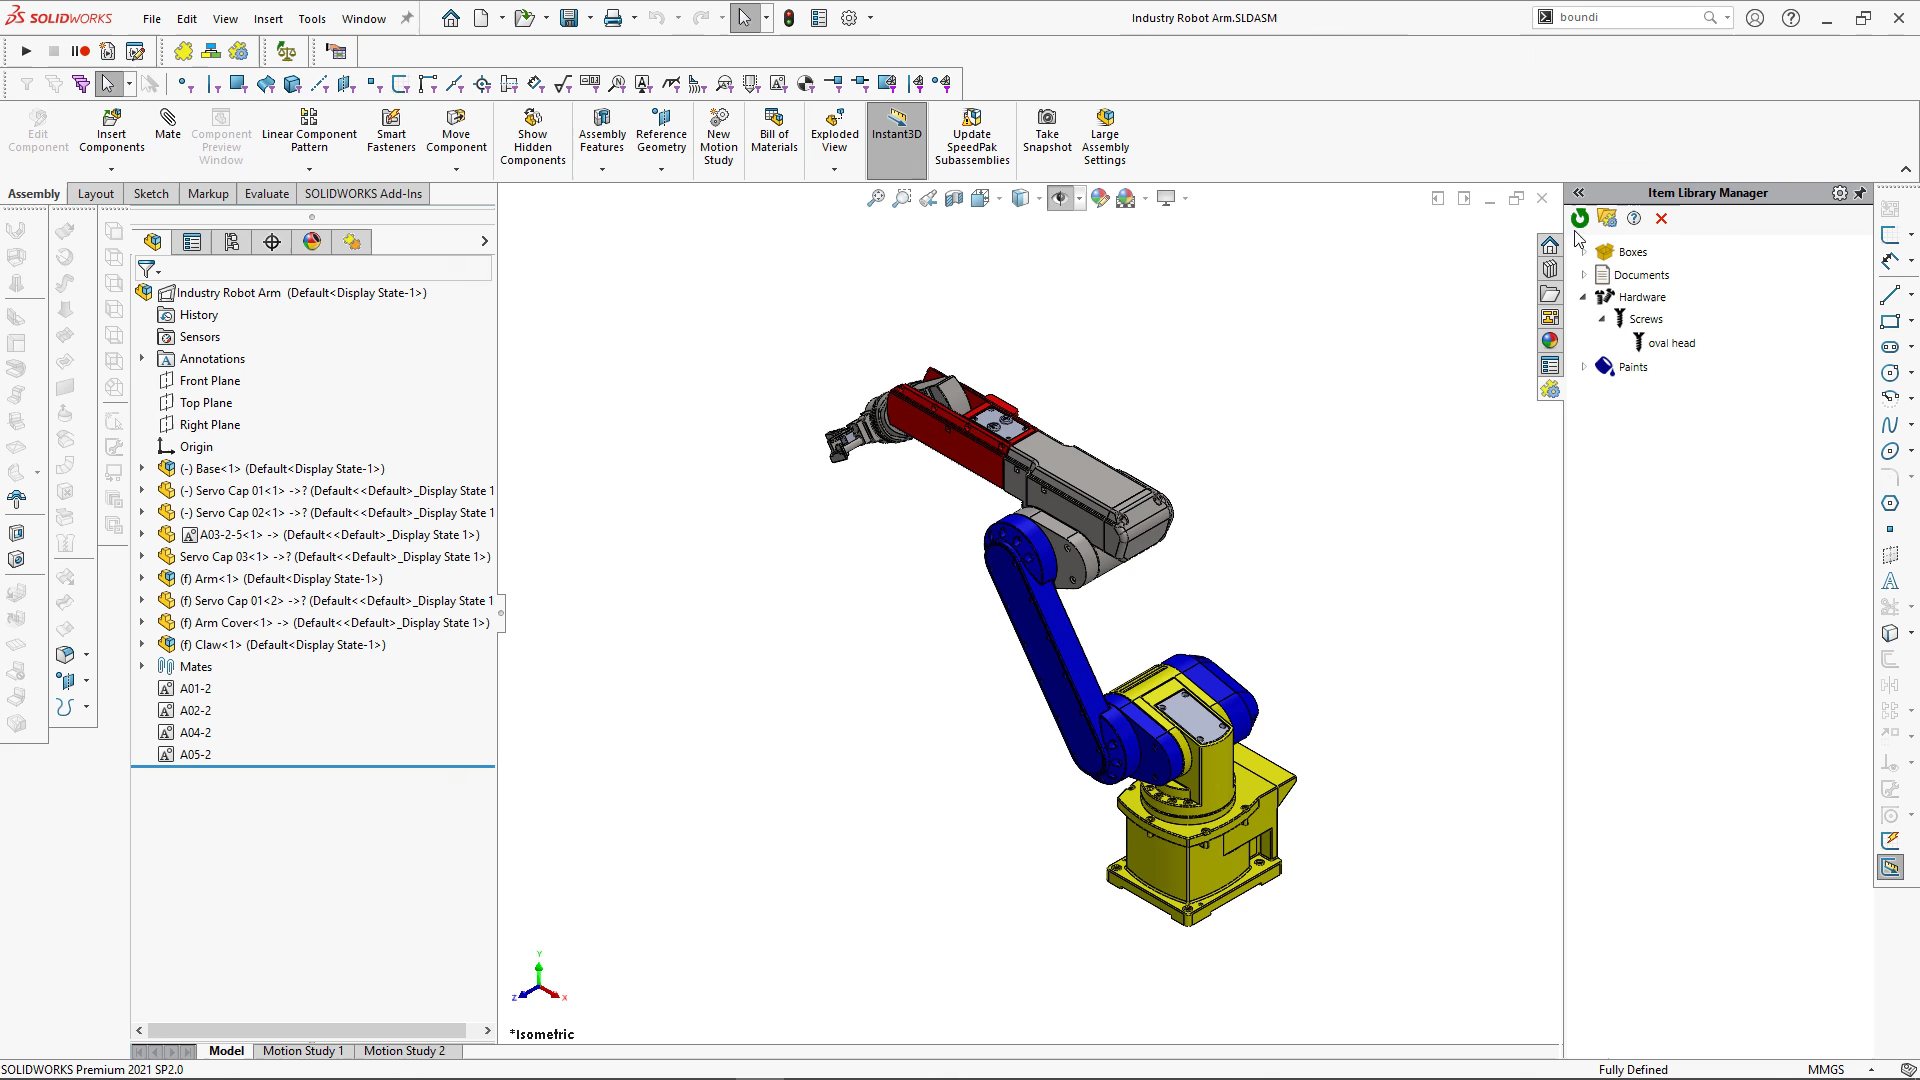 SOLIDWORKS
File Edit View Insert Tools Window
Industry Robot Arm.SLDASM
boundi
Edit Component
Insert Components
Mate
Component Preview Window
Linear Component Pattern
Smart Fasteners
Move Component
Show Hidden Components
Assembly Features
Reference Geometry
New Motion Study
Bill of Materials
Exploded View
Instant3D
Update SpeedPak Subassemblies
Take Snapshot
Large Assembly Settings
Assembly Layout Sketch Markup Evaluate SOLIDWORKS Add-Ins
Industry Robot Arm (Default<Display State-1>)
History
Sensors
Annotations
Front Plane
Top Plane
Right Plane
Origin
(-) Base<1> (Default<Display State-1>)
(-) Servo Cap 01<1> ->? (Default<<Default>_Display State 1
(-) Servo Cap 02<1> ->? (Default<<Default>_Display State 1
A03-2-5<1> -> (Default<<Default>_Display State 1>)
Servo Cap 03<1> ->? (Default<<Default>_Display State 1>)
(f) Arm<1> (Default<Display State-1>)
(f) Servo Cap 01<2> ->? (Default<<Default>_Display State 1
(f) Arm Cover<1> -> (Default<<Default>_Display State 1>)
(f) Claw<1> (Default<Display State-1>)
Mates
A01-2
A02-2
A04-2
A05-2
Y
Z
X
*Isometric
Item Library Manager
Boxes
Documents
Hardware
Screws
oval head
Paints
Model Motion Study 1 Motion Study 2
SOLIDWORKS Premium 2021 SP2.0
Fully Defined
MMGS